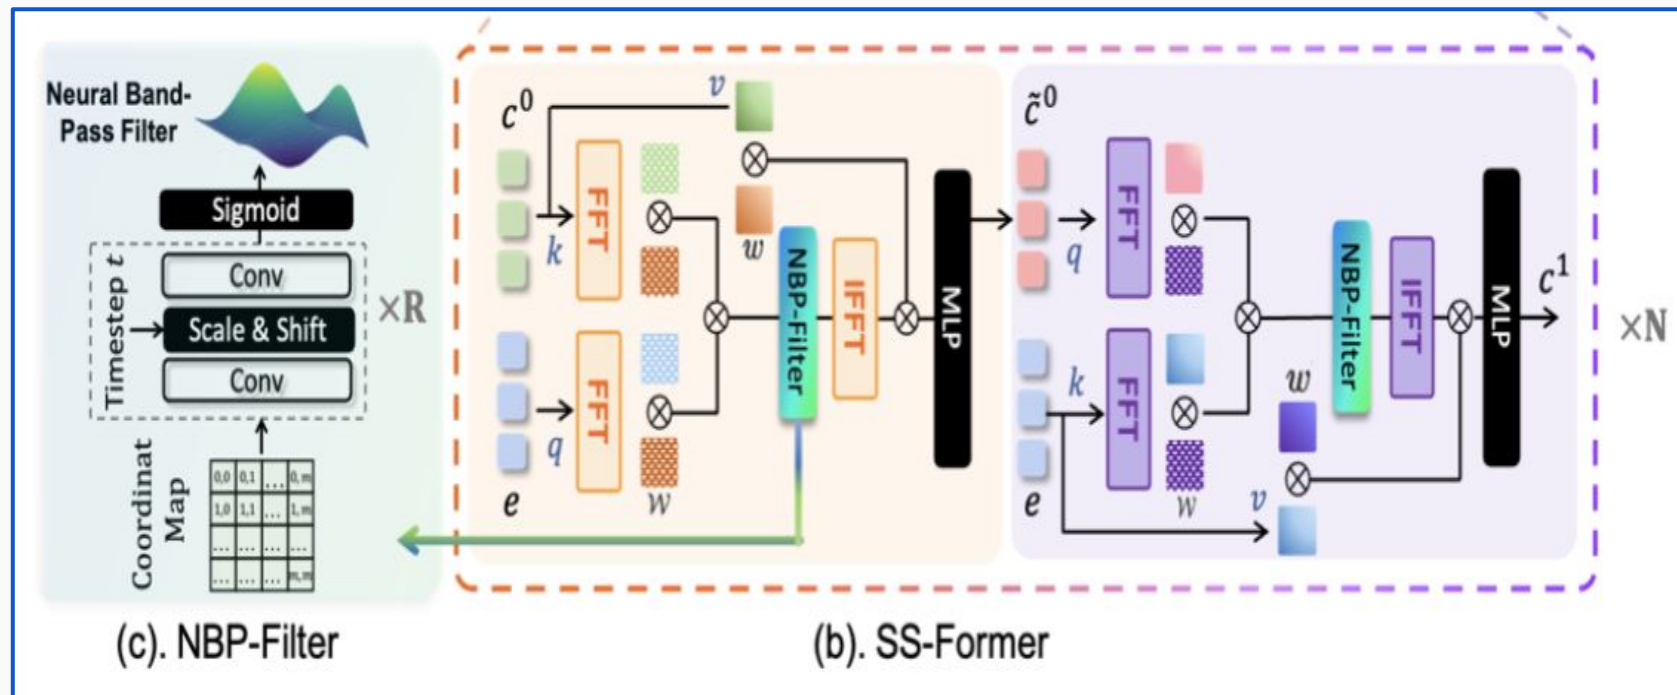 Neural Band-
Pass Filter
Sigmoid
Conv
Scale & Shift
Conv
Timestep t
×R
Coordinat
Map
0,0 0,1 ... 0,m
1,0 1,1 ... 1,m
... ... ... ...
... ... ... m,m
(c). NBP-Filter
c⁰
k
FFT
v
w
e
q
FFT
w
NBP-Filter
IFFT
MLP
c̃⁰
q
FFT
e
k
FFT
w
v
w
NBP-Filter
IFFT
MLP
c¹
×N
(b). SS-Former